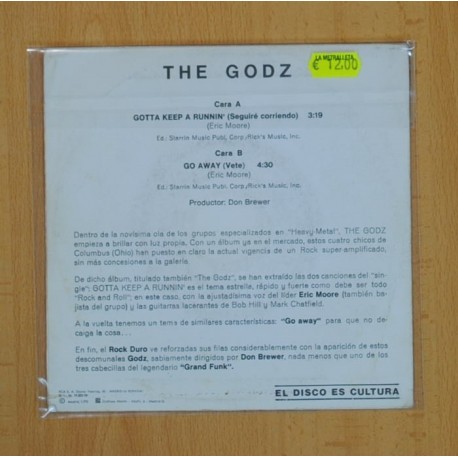 LA METRALLETA
€ 12,00
THE GODZ
Cara A
GOTTA KEEP A RUNNIN' (Seguiré corriendo) 3:19
(Eric Moore)
Ed.: Sterrin Music Publ. Corp./Rick's Music, Inc.
Cara B
GO AWAY (Vete) 4:30
(Eric Moore)
Ed.: Sterrin Music Publ. Corp./Rick's Music, Inc.
Productor: Don Brewer
Dentro de la novísima ola de los grupos especializados en "Heavy-Metal", THE GODZ
empieza a brillar con luz propia. Con un álbum ya en el mercado, estos cuatro chicos de
Columbus (Ohio) han puesto en claro la actual vigencia de un Rock super-amplificado,
sin más concesiones a la galería.
De dicho álbum, titulado también "The Godz", se han extraído las dos canciones del "sin-
gle": GOTTA KEEP A RUNNIN' es el tema estrella, rápido y fuerte como debe ser todo
"Rock and Roll"; en este caso, con la ajustadísima voz del líder Eric Moore (también ba-
jista del grupo) y las guitarras lacerantes de Bob Hill y Mark Chatfield.
A la vuelta tenemos un tema de similares características: "Go away" para que no de-
caiga la cosa...
En fin, el Rock Duro ve reforzadas sus filas considerablemente con la aparición de estos
descomunales Godz, sabiamente dirigidos por Don Brewer, nada menos que uno de los
tres cabecillas del legendario "Grand Funk".
EL DISCO ES CULTURA